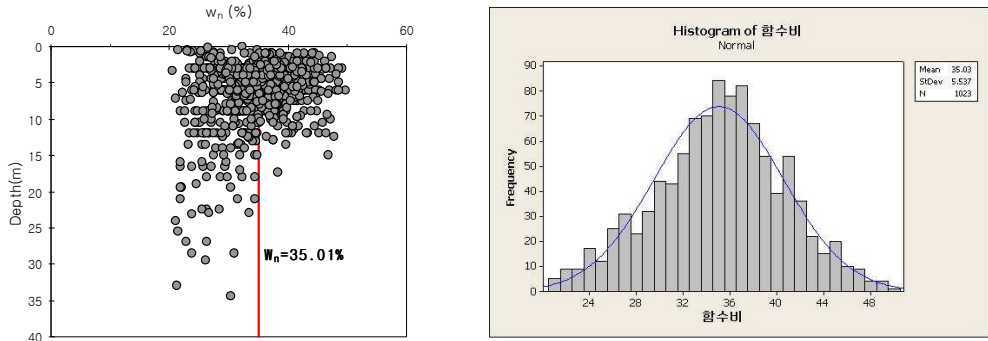 wn (%)
0 20 40 60
0
5
10
15
20
25
30
35
40
Depth(m)
Wn=35.01%
Histogram of 함수비
Normal
Mean 35.03
StDev 5.537
N 1023
90
80
70
60
50
40
30
20
10
0
Frequency
24 28 32 36 40 44 48
함수비